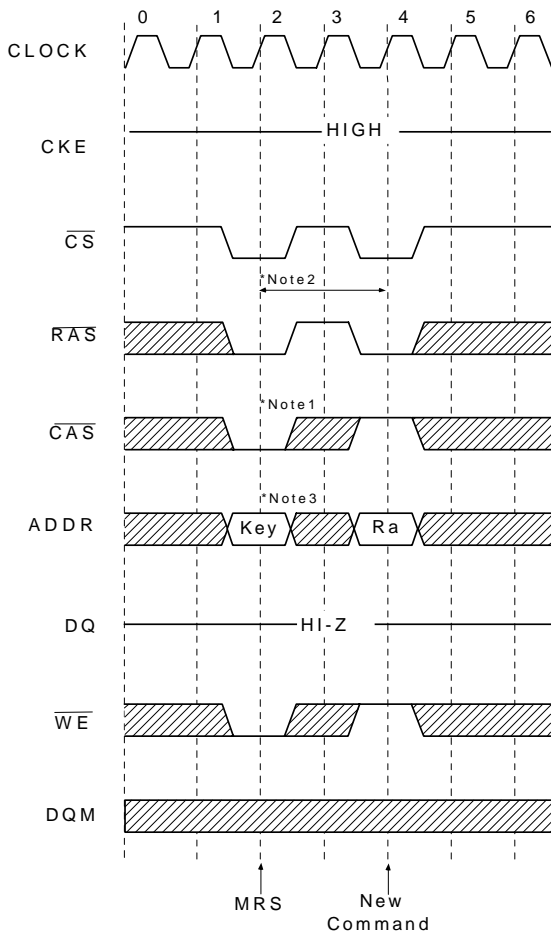 0 1 2 3 4 5 6
CLOCK
HIGH
CKE
CS
*Note2
RAS
*Note1
CAS
*Note3
ADDR
Key
Ra
DQ
HI-Z
WE
DQM
MRS
New
Command